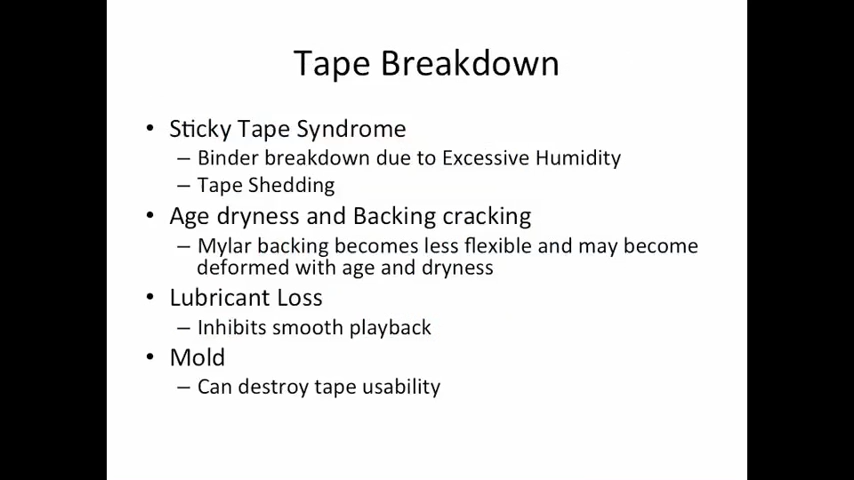 Tape Breakdown
• Sticky Tape Syndrome
– Binder breakdown due to Excessive Humidity
– Tape Shedding
• Age dryness and Backing cracking
– Mylar backing becomes less flexible and may become
deformed with age and dryness
• Lubricant Loss
– Inhibits smooth playback
• Mold
– Can destroy tape usability